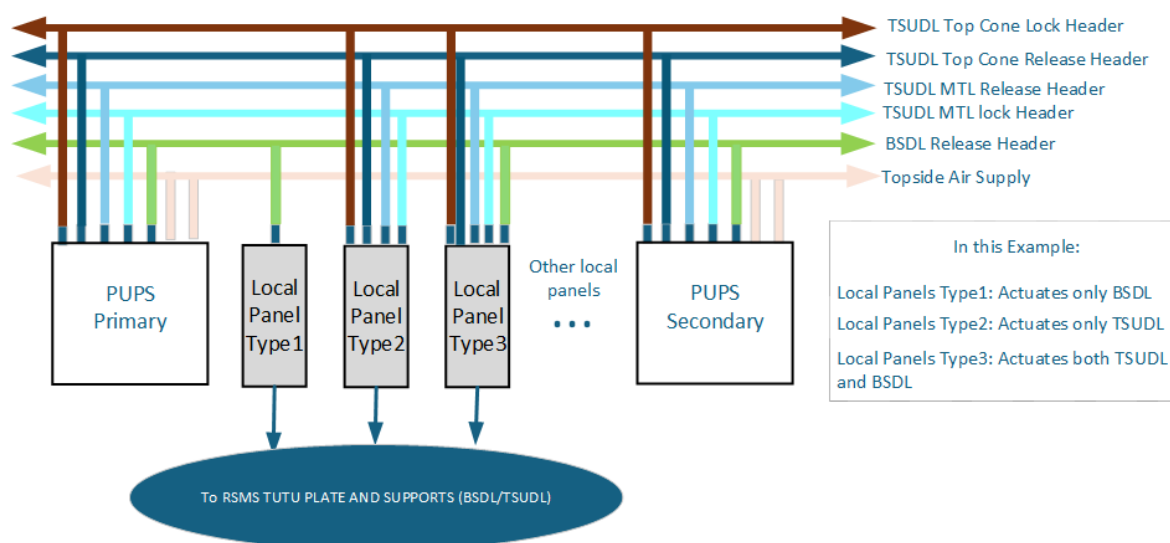 TSUDL Top Cone Lock Header
TSUDL Top Cone Release Header
TSUDL MTL Release Header
TSUDL MTL lock Header
BSDL Release Header
Topside Air Supply
PUPS
Primary
Local
Panel
Type1
Local
Panel
Type2
Local
Panel
Type3
Other local
panels
...
PUPS
Secondary
In this Example:
Local Panels Type1: Actuates only BSDL
Local Panels Type2: Actuates only TSUDL
Local Panels Type3: Actuates both TSUDL
and BSDL
To RSMS TUTU PLATE AND SUPPORTS (BSDL/TSUDL)